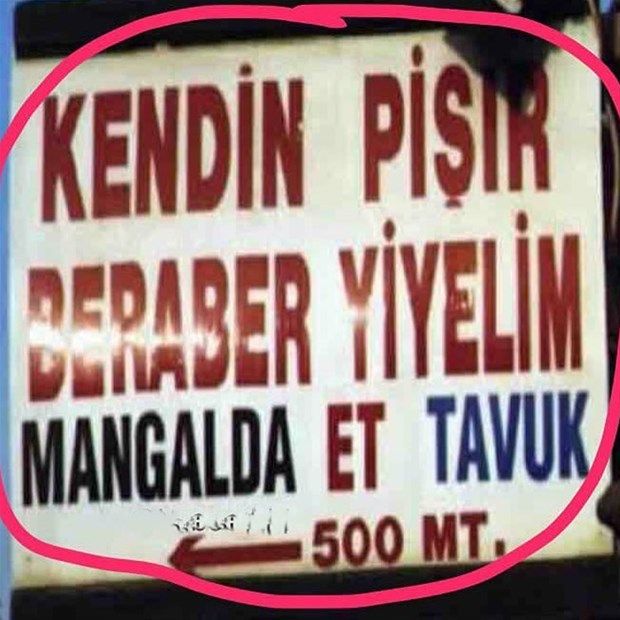 KENDİN PİŞİR
BERABER YİYELİM
MANGALDA ET TAVUK
500 MT.